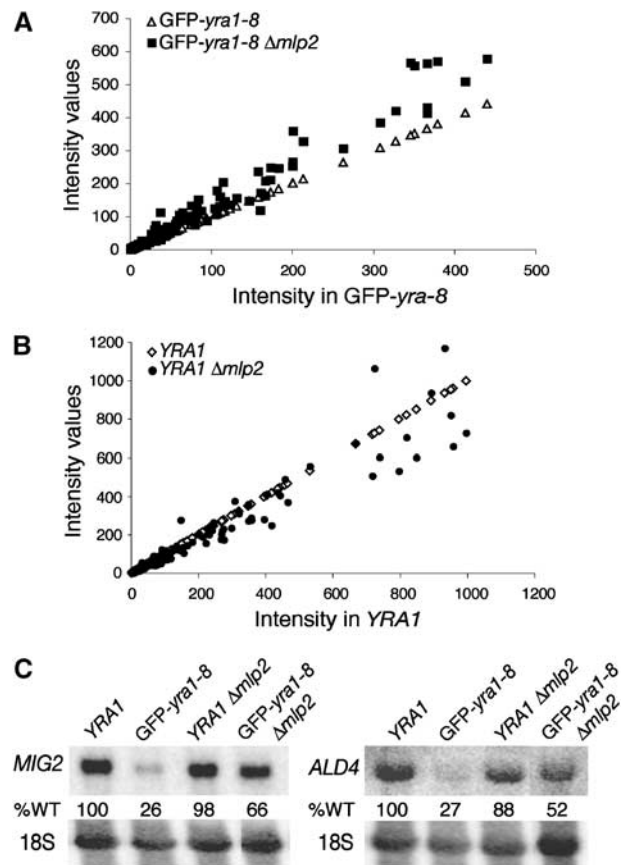 A
△ GFP-yra1-8
■ GFP-yra1-8 Δmlp2
Intensity values
700
600
500
400
300
200
100
0
0 100 200 300 400 500
Intensity in GFP-yra-8
B
◇ YRA1
● YRA1 Δmlp2
Intensity values
1200
1000
800
600
400
200
0
0 200 400 600 800 1000 1200
Intensity in YRA1
C
YRA1
GFP-yra1-8
YRA1 Δmlp2
GFP-yra1-8
Δmlp2
MIG2
%WT 100 26 98 66
18S
YRA1
GFP-yra1-8
YRA1 Δmlp2
GFP-yra1-8
Δmlp2
ALD4
%WT 100 27 88 52
18S